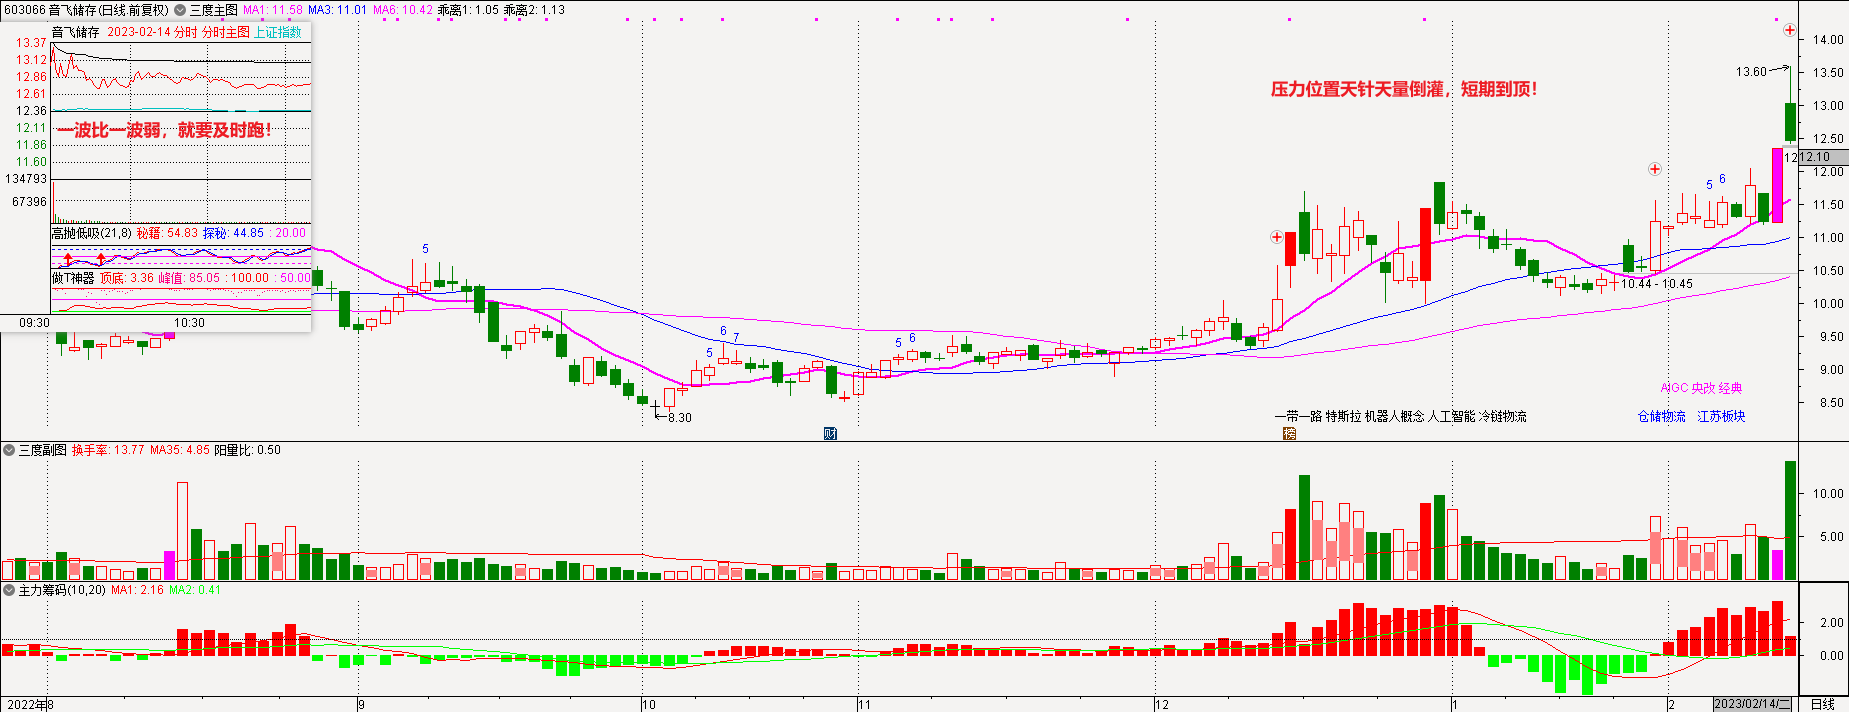 603066 音飞储存(日线.前复权) 三度主图 MA1: 11.58 MA3: 11.01 MA6: 10.42 乖离1: 1.05 乖离2: 1.13
音飞储存 2023-02-14 分时 分时主图 上证指数
13.37
13.12
12.86
12.61
12.36
12.11
11.86
11.60
134793
67396
一波比一波弱，就要及时跑！
高抛低吸(21,8) 秘籍: 54.83 探秘: 44.85 : 20.00
做T神器 顶底: 3.36 峰值: 85.05 : 100.00 : 50.00
09:30 10:30
压力位置天针天量倒灌，短期到顶！
13.60
14.00
13.50
13.00
12.50
12.10
12.00
11.50
11.00
10.50
10.00
9.50
9.00
8.50
5
6 7
5
5 6
5 6
10.44 - 10.45
8.30
AIGC 央改 经典
一带一路 特斯拉 机器人概念 人工智能 冷链物流
仓储物流 江苏板块
财
榜
三度副图 换手率: 13.77 MA35: 4.85 阳量比: 0.50
10.00
5.00
主力筹码(10,20) MA1: 2.16 MA2: 0.41
2.00
0.00
2022年 8 9 10 11 12 1 2 2023/02/14/二 日线